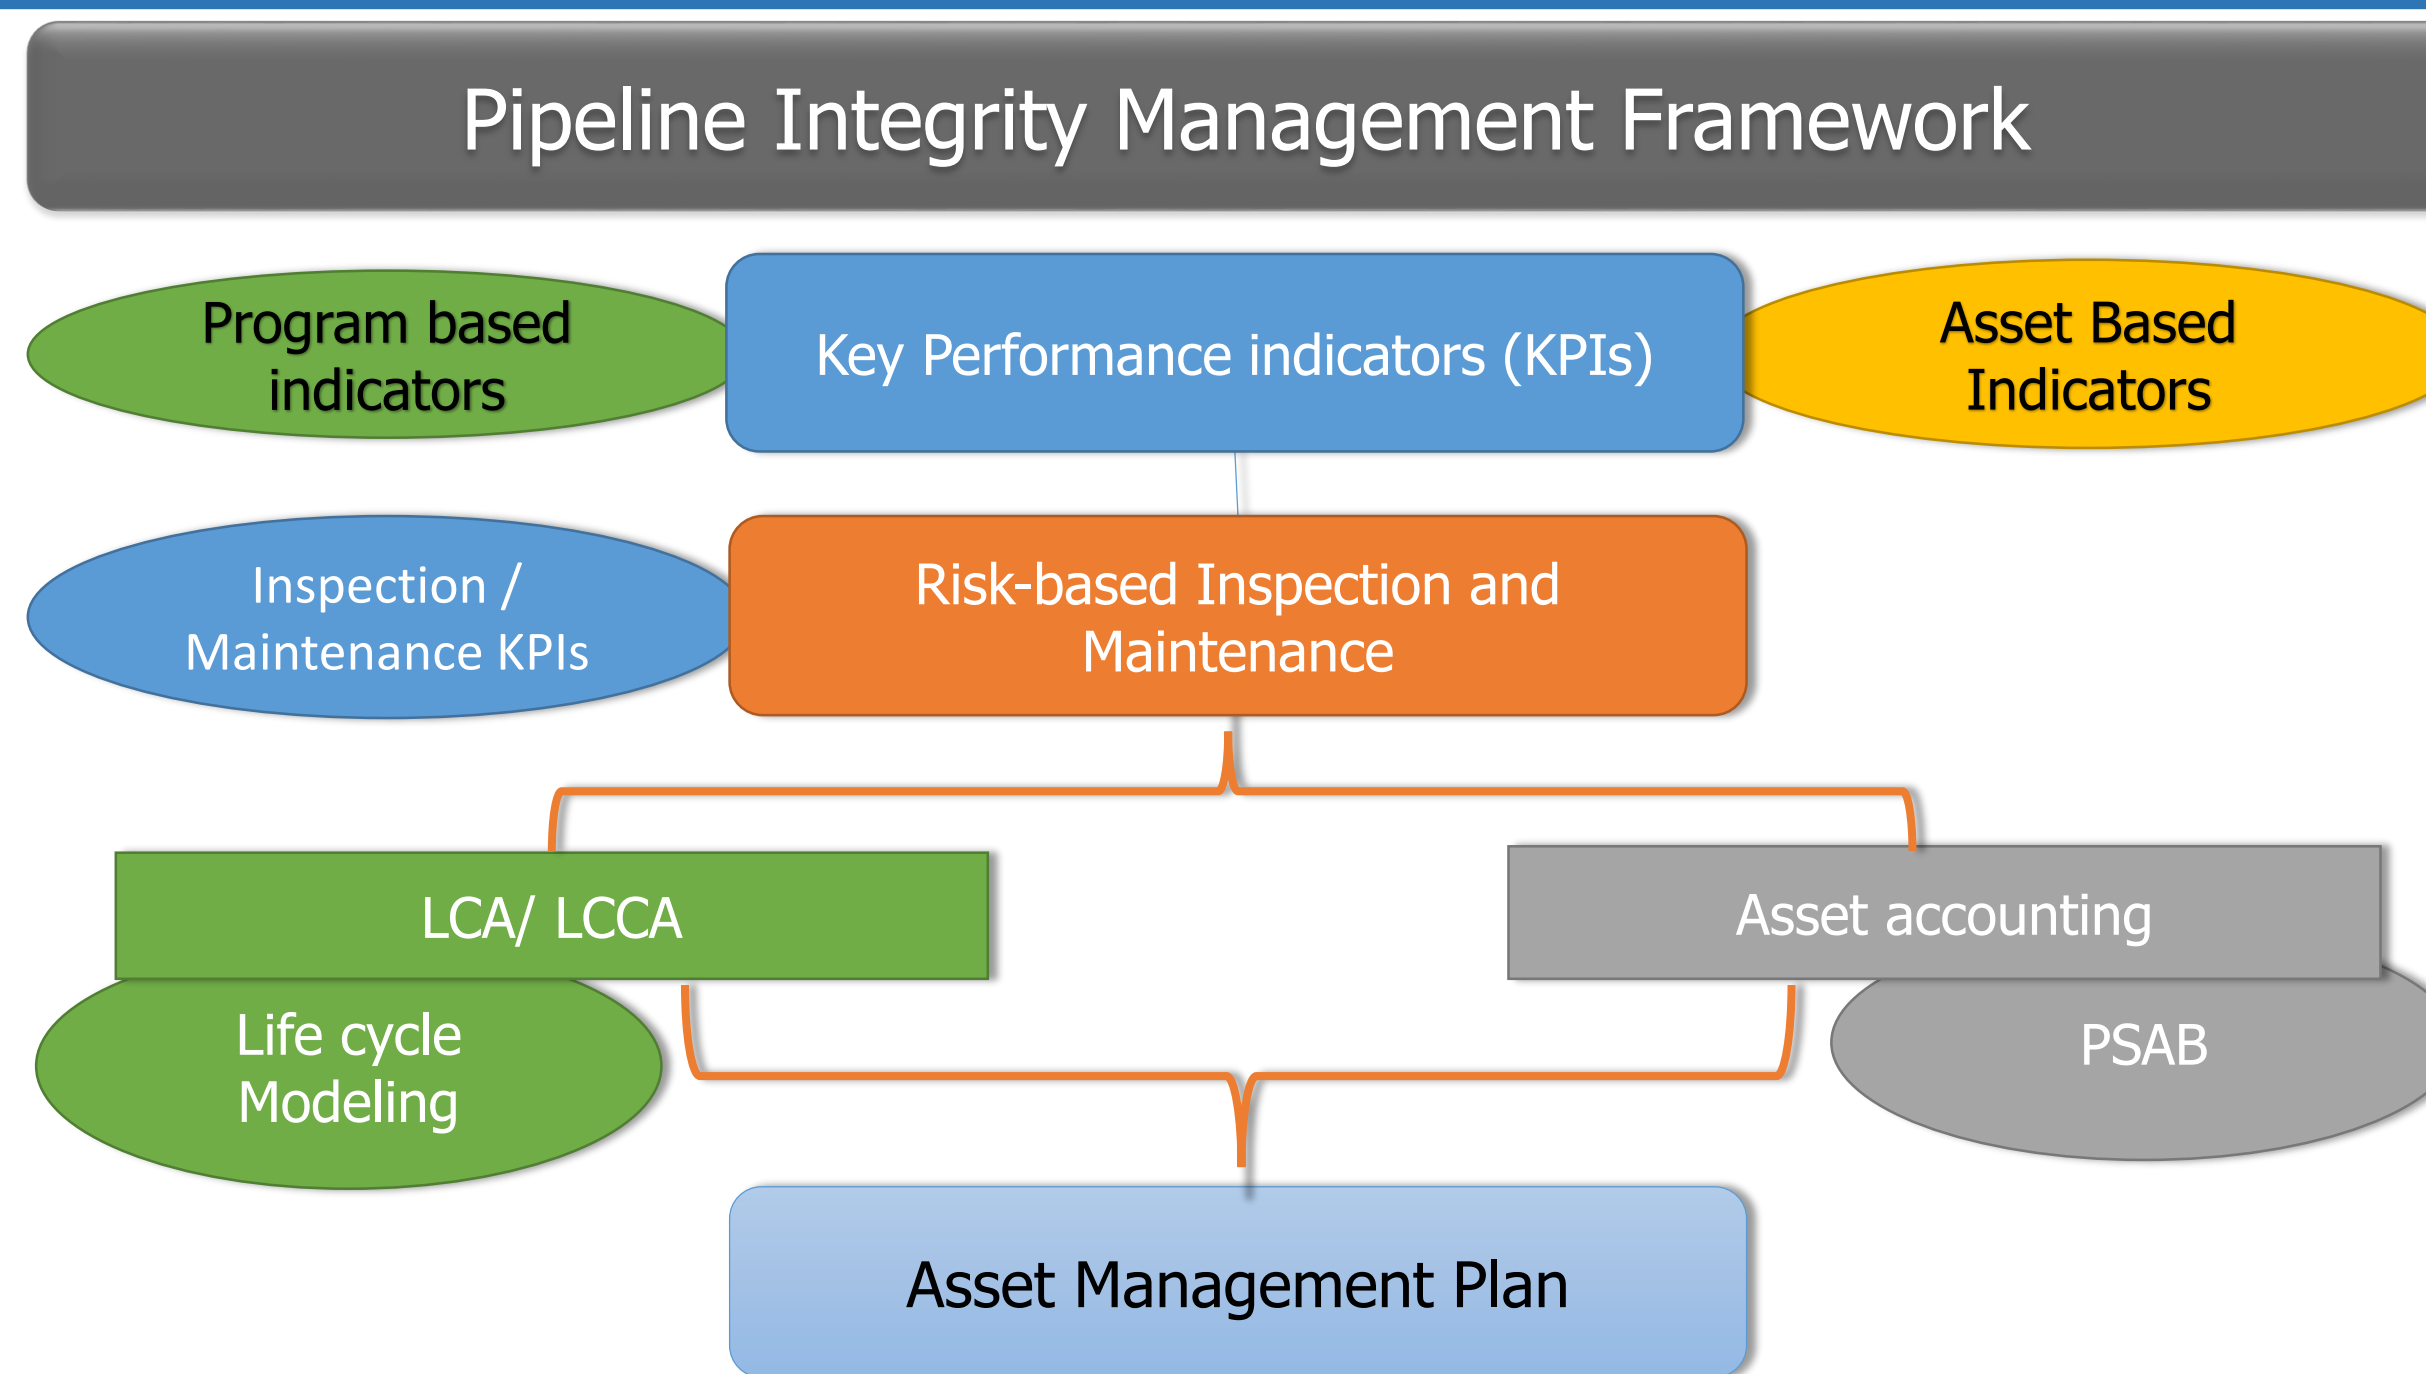 Pipeline Integrity Management Framework
Program based
indicators
Key Performance indicators (KPIs)
Asset Based
Indicators
Inspection /
Maintenance KPIs
Risk-based Inspection and
Maintenance
LCA/ LCCA
Asset accounting
Life cycle
Modeling
PSAB
Asset Management Plan